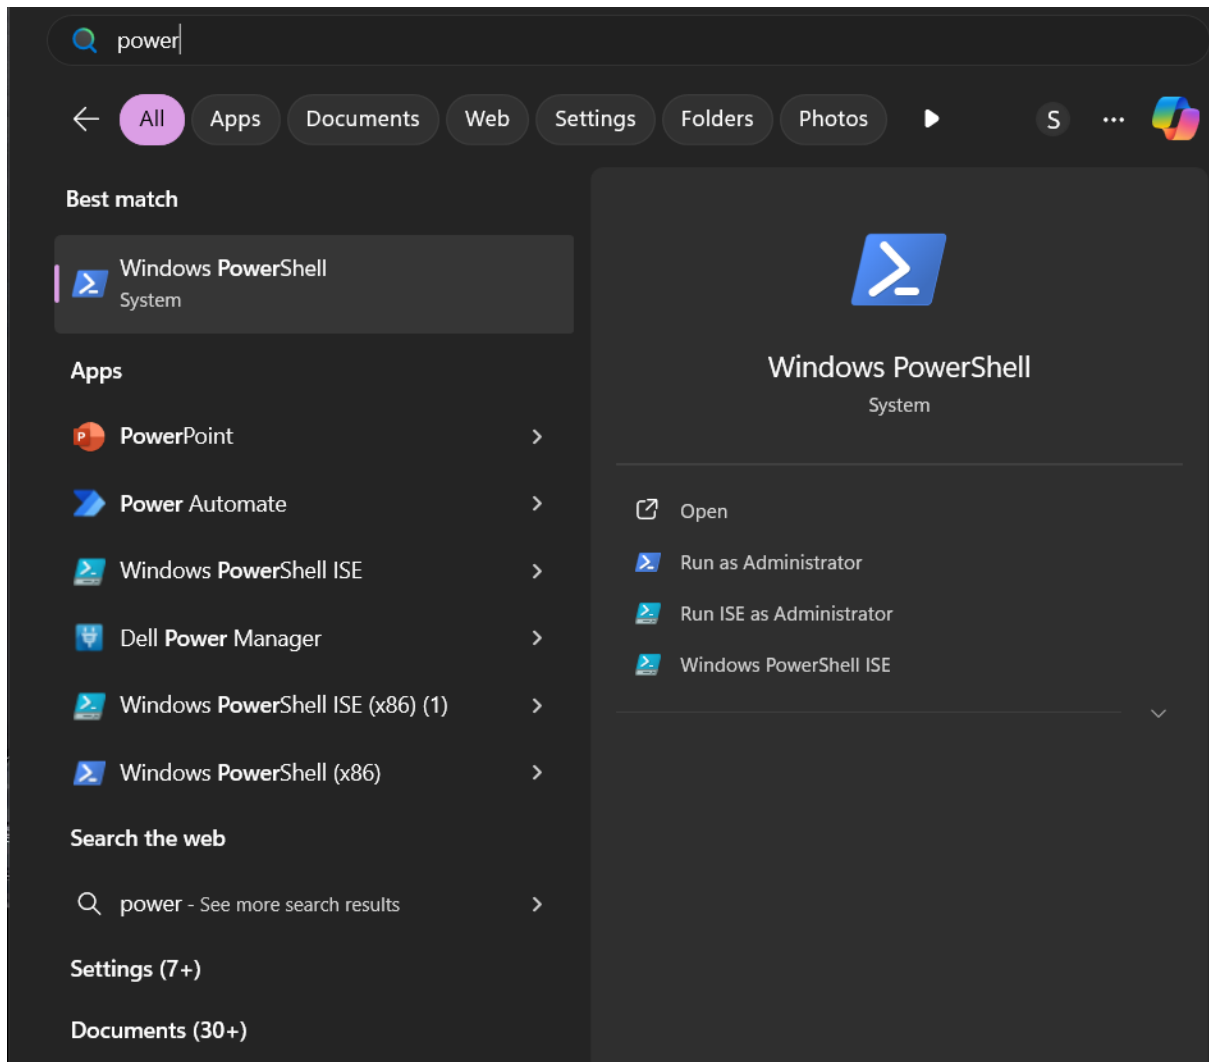 power
All
Apps
Documents
Web
Settings
Folders
Photos
S
Best match
Windows PowerShell
System
Apps
P
PowerPoint
Power Automate
Windows PowerShell ISE
Dell Power Manager
Windows PowerShell ISE (x86) (1)
Windows PowerShell (x86)
Search the web
power - See more search results
Settings (7+)
Documents (30+)
Windows PowerShell
System
Open
Run as Administrator
Run ISE as Administrator
Windows PowerShell ISE